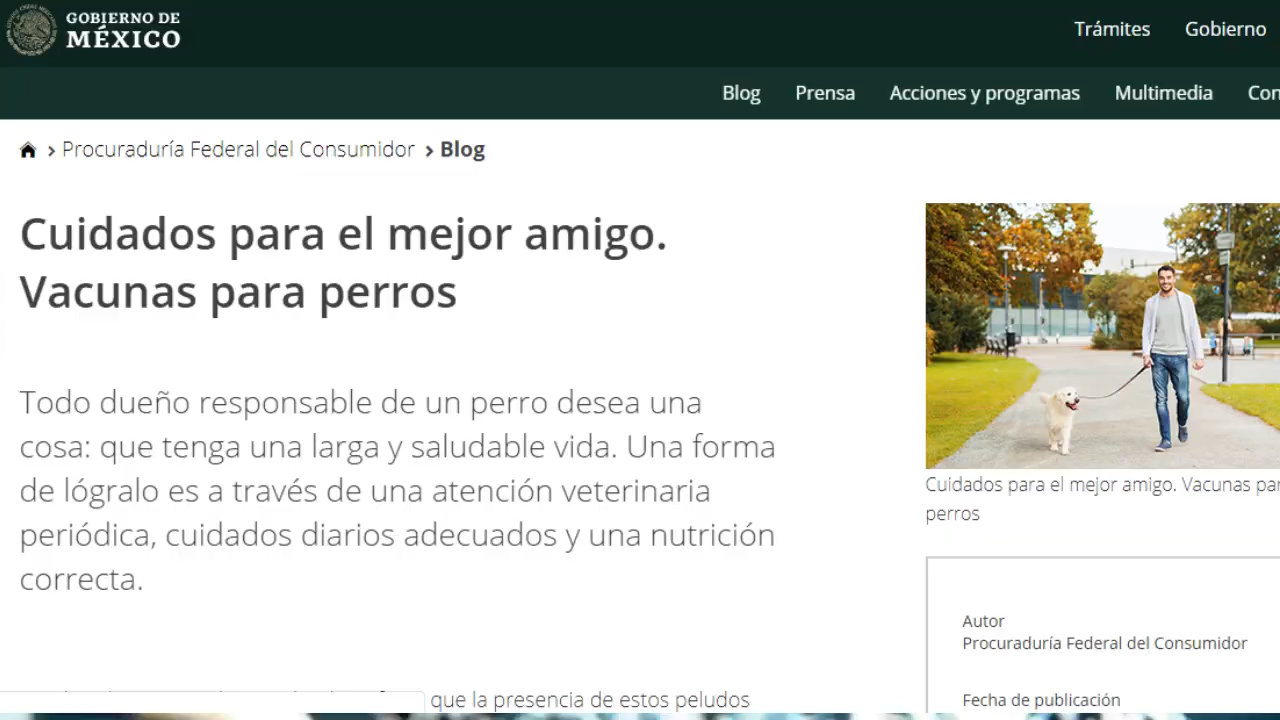 GOBIERNO DE
MÉXICO
Trámites Gobierno
Blog Prensa Acciones y programas Multimedia
Procuraduría Federal del Consumidor > Blog
Cuidados para el mejor amigo.
Vacunas para perros
Todo dueño responsable de un perro desea una
cosa: que tenga una larga y saludable vida. Una forma
de lógralo es a través de una atención veterinaria
periódica, cuidados diarios adecuados y una nutrición
correcta.
que la presencia de estos peludos
Cuidados para el mejor amigo. Vacunas
perros
Autor
Procuraduría Federal del Consumidor
Fecha de publicación